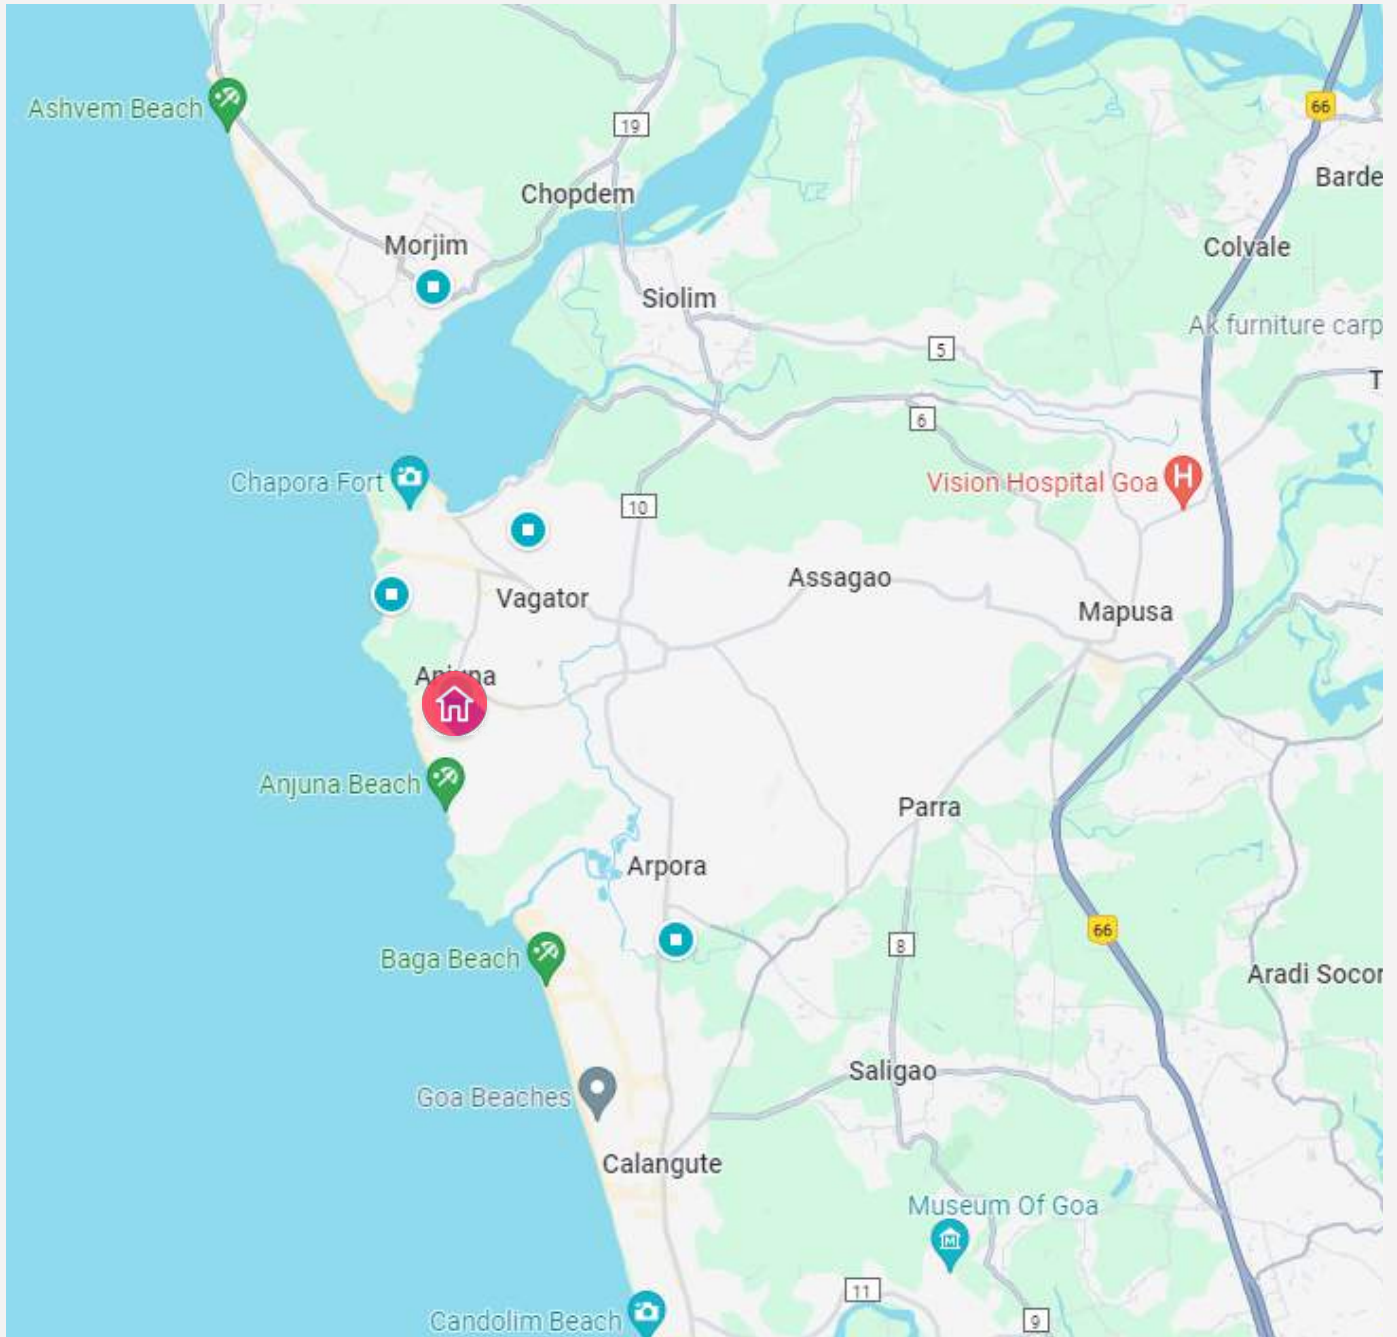 Ashvem Beach
66
19
Barde
Chopdem
Morjim
Colvale
Siolim
Ak furniture carp
5
T
6
Chapora Fort
Vision Hospital Goa
H
10
Assagao
Vagator
Mapusa
Anjuna
Anjuna Beach
Parra
Arpora
66
8
Baga Beach
Aradi Socor
Saligao
Goa Beaches
Calangute
Museum Of Goa
M
11
Candolim Beach
9